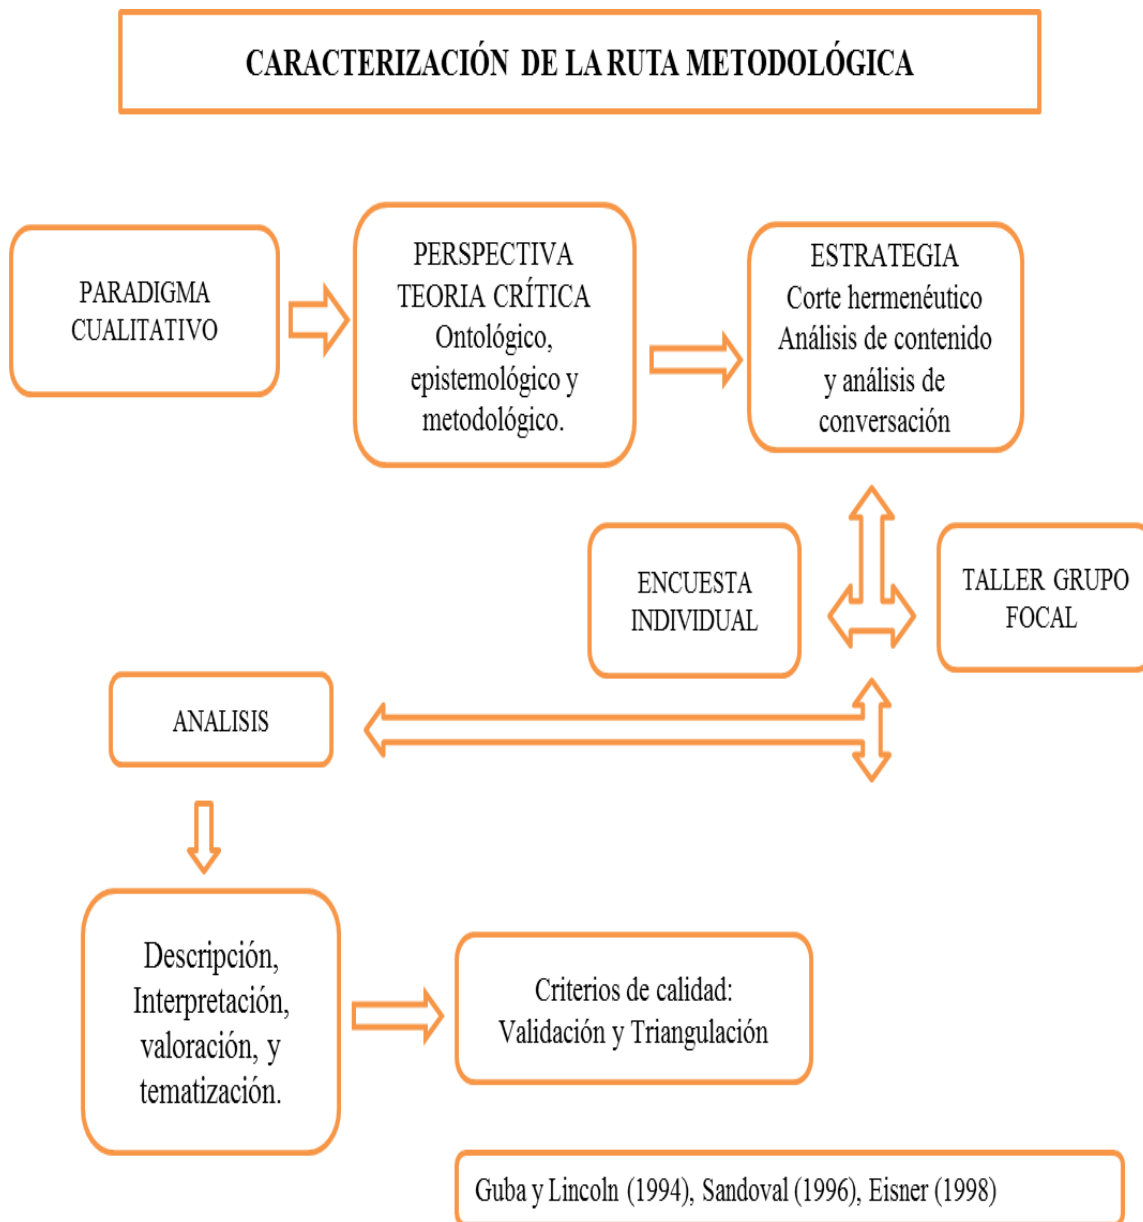 CARACTERIZACIÓN DE LA RUTA METODOLÓGICA
PARADIGMA
CUALITATIVO
PERSPECTIVA
TEORIA CRÍTICA
Ontológico,
epistemológico y
metodológico.
ESTRATEGIA
Corte hermenéutico
Análisis de contenido
y análisis de
conversación
ENCUESTA
INDIVIDUAL
TALLER GRUPO
FOCAL
ANALISIS
Descripción,
Interpretación,
valoración, y
tematización.
Criterios de calidad:
Validación y Triangulación
Guba y Lincoln (1994), Sandoval (1996), Eisner (1998)